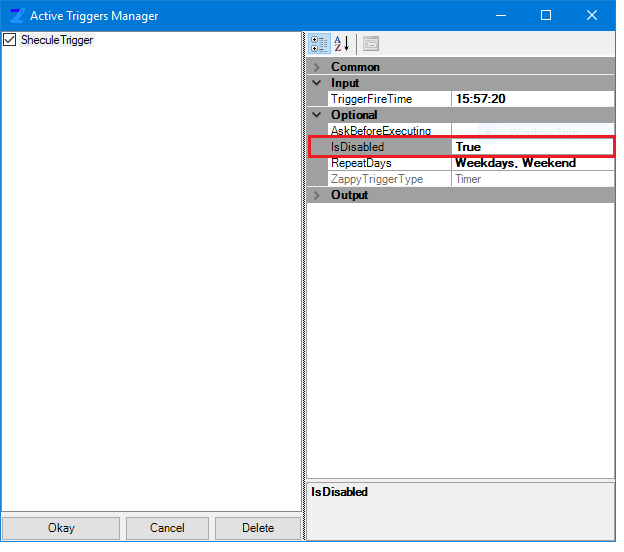 Active Triggers Manager
SheculeTrigger
Common
Input
TriggerFireTime 15:57:20
Optional
AskBeforeExecuting
IsDisabled True
RepeatDays Weekdays, Weekend
ZappyTriggerType Timer
Output
IsDisabled
Okay Cancel Delete